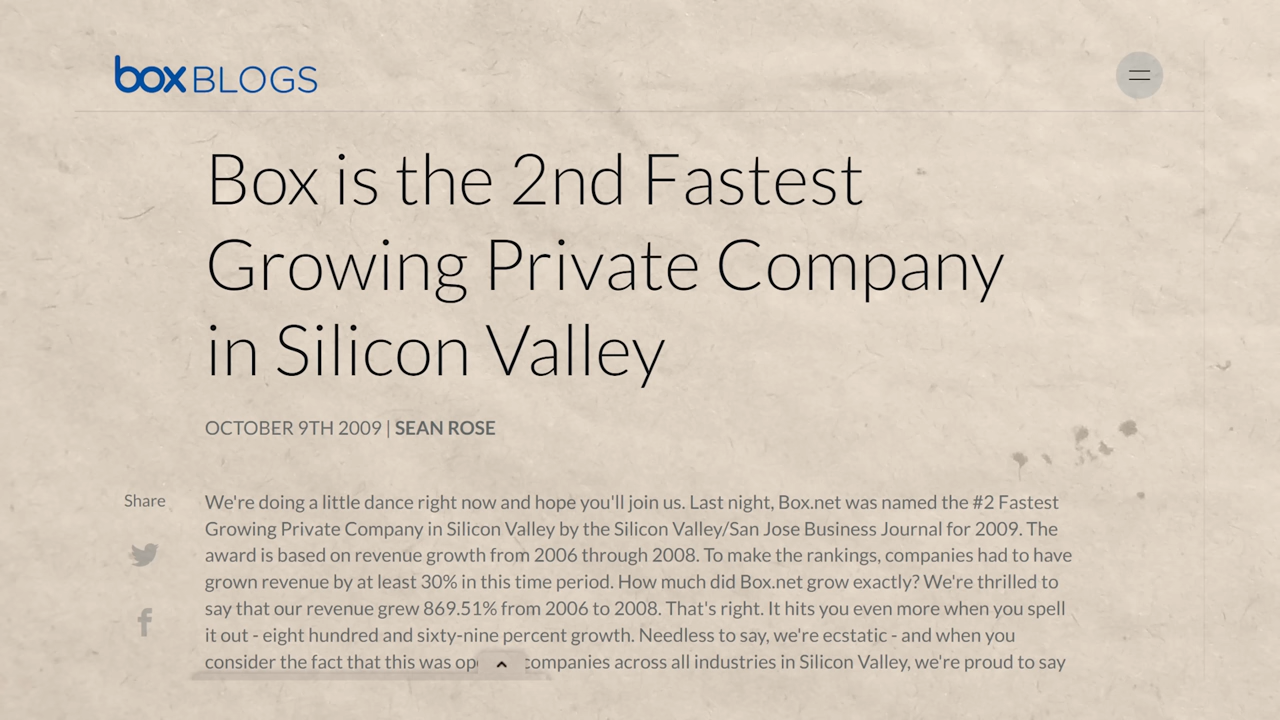 box BLOGS
Box is the 2nd Fastest
Growing Private Company
in Silicon Valley
OCTOBER 9TH 2009 | SEAN ROSE
Share
We're doing a little dance right now and hope you'll join us. Last night, Box.net was named the #2 Fastest
Growing Private Company in Silicon Valley by the Silicon Valley/San Jose Business Journal for 2009. The
award is based on revenue growth from 2006 through 2008. To make the rankings, companies had to have
grown revenue by at least 30% in this time period. How much did Box.net grow exactly? We're thrilled to
say that our revenue grew 869.51% from 2006 to 2008. That's right. It hits you even more when you spell
it out - eight hundred and sixty-nine percent growth. Needless to say, we're ecstatic - and when you
consider the fact that this was companies across all industries in Silicon Valley, we're proud to say